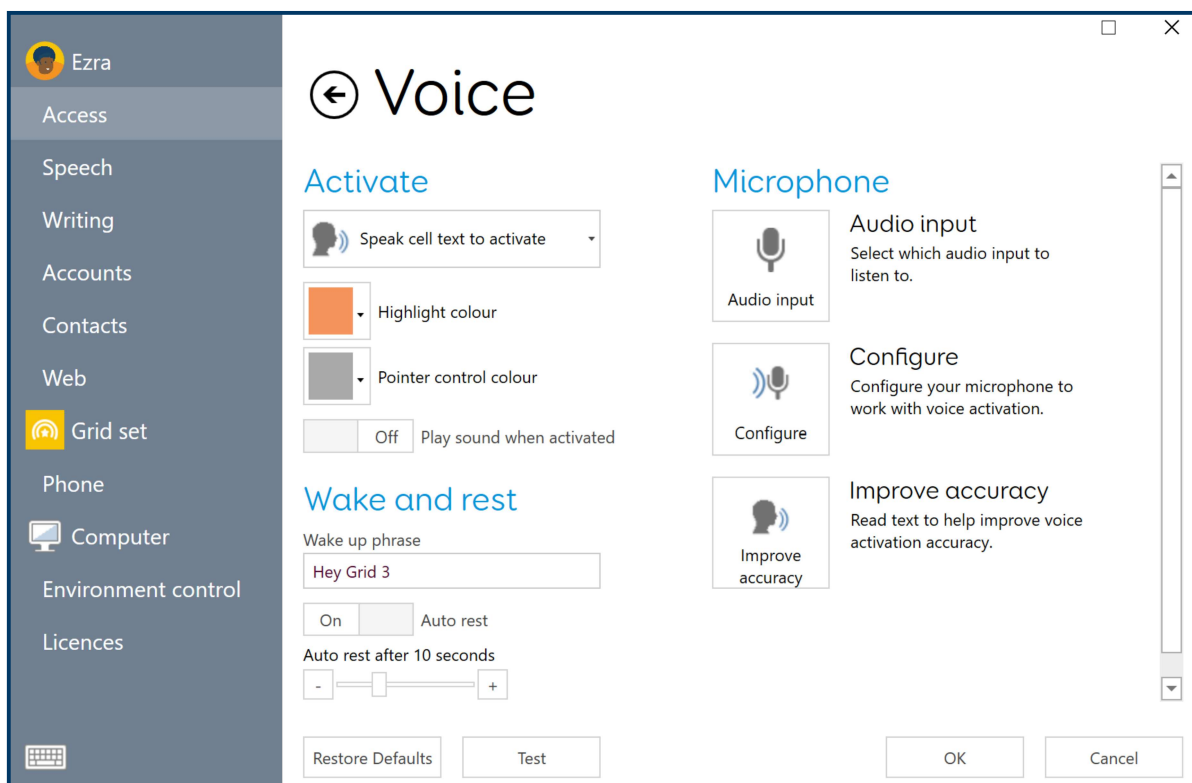 Ezra
Access
Speech
Writing
Accounts
Contacts
Web
Grid set
Phone
Computer
Environment control
Licences
Voice
Activate
Speak cell text to activate
Highlight colour
Pointer control colour
Off
Play sound when activated
Wake and rest
Wake up phrase
Hey Grid 3
On
Auto rest
Auto rest after 10 seconds
-
+
Microphone
Audio input
Audio input
Select which audio input to
listen to.
Configure
Configure
Configure your microphone to
work with voice activation.
Improve
accuracy
Improve accuracy
Read text to help improve voice
activation accuracy.
Restore Defaults
Test
OK
Cancel